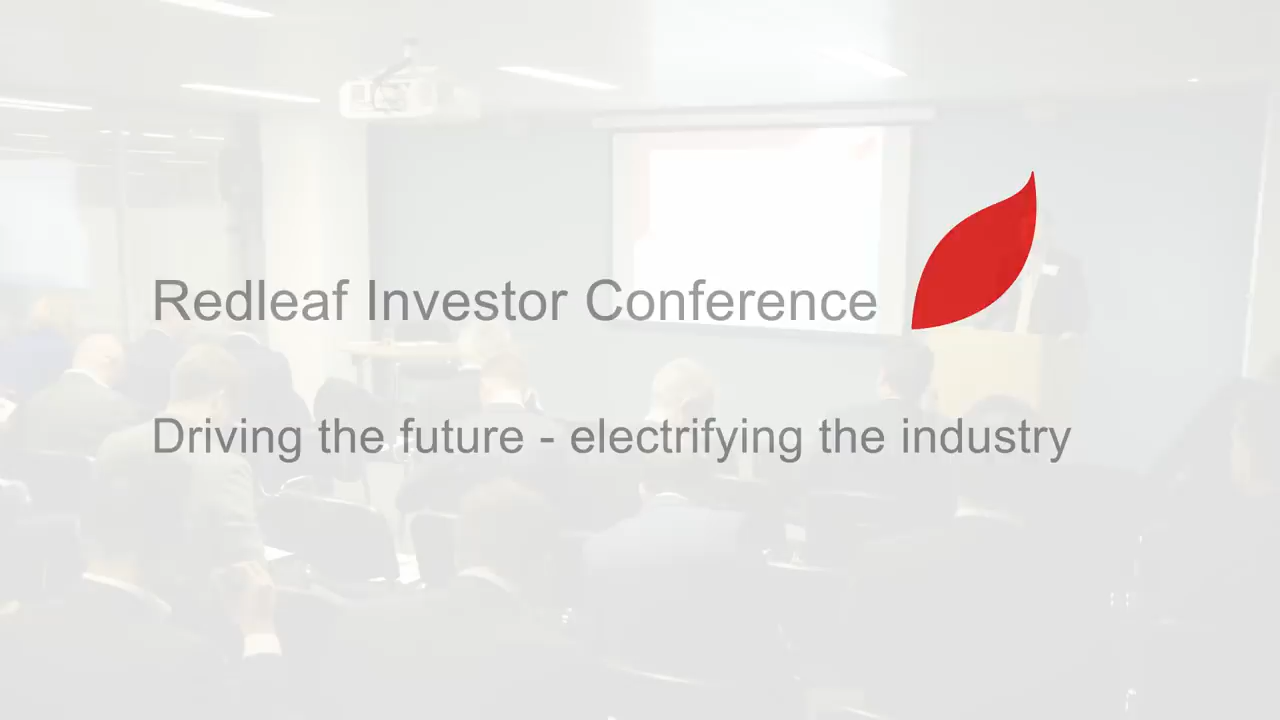 Redleaf Investor Conference
Driving the future - electrifying the industry